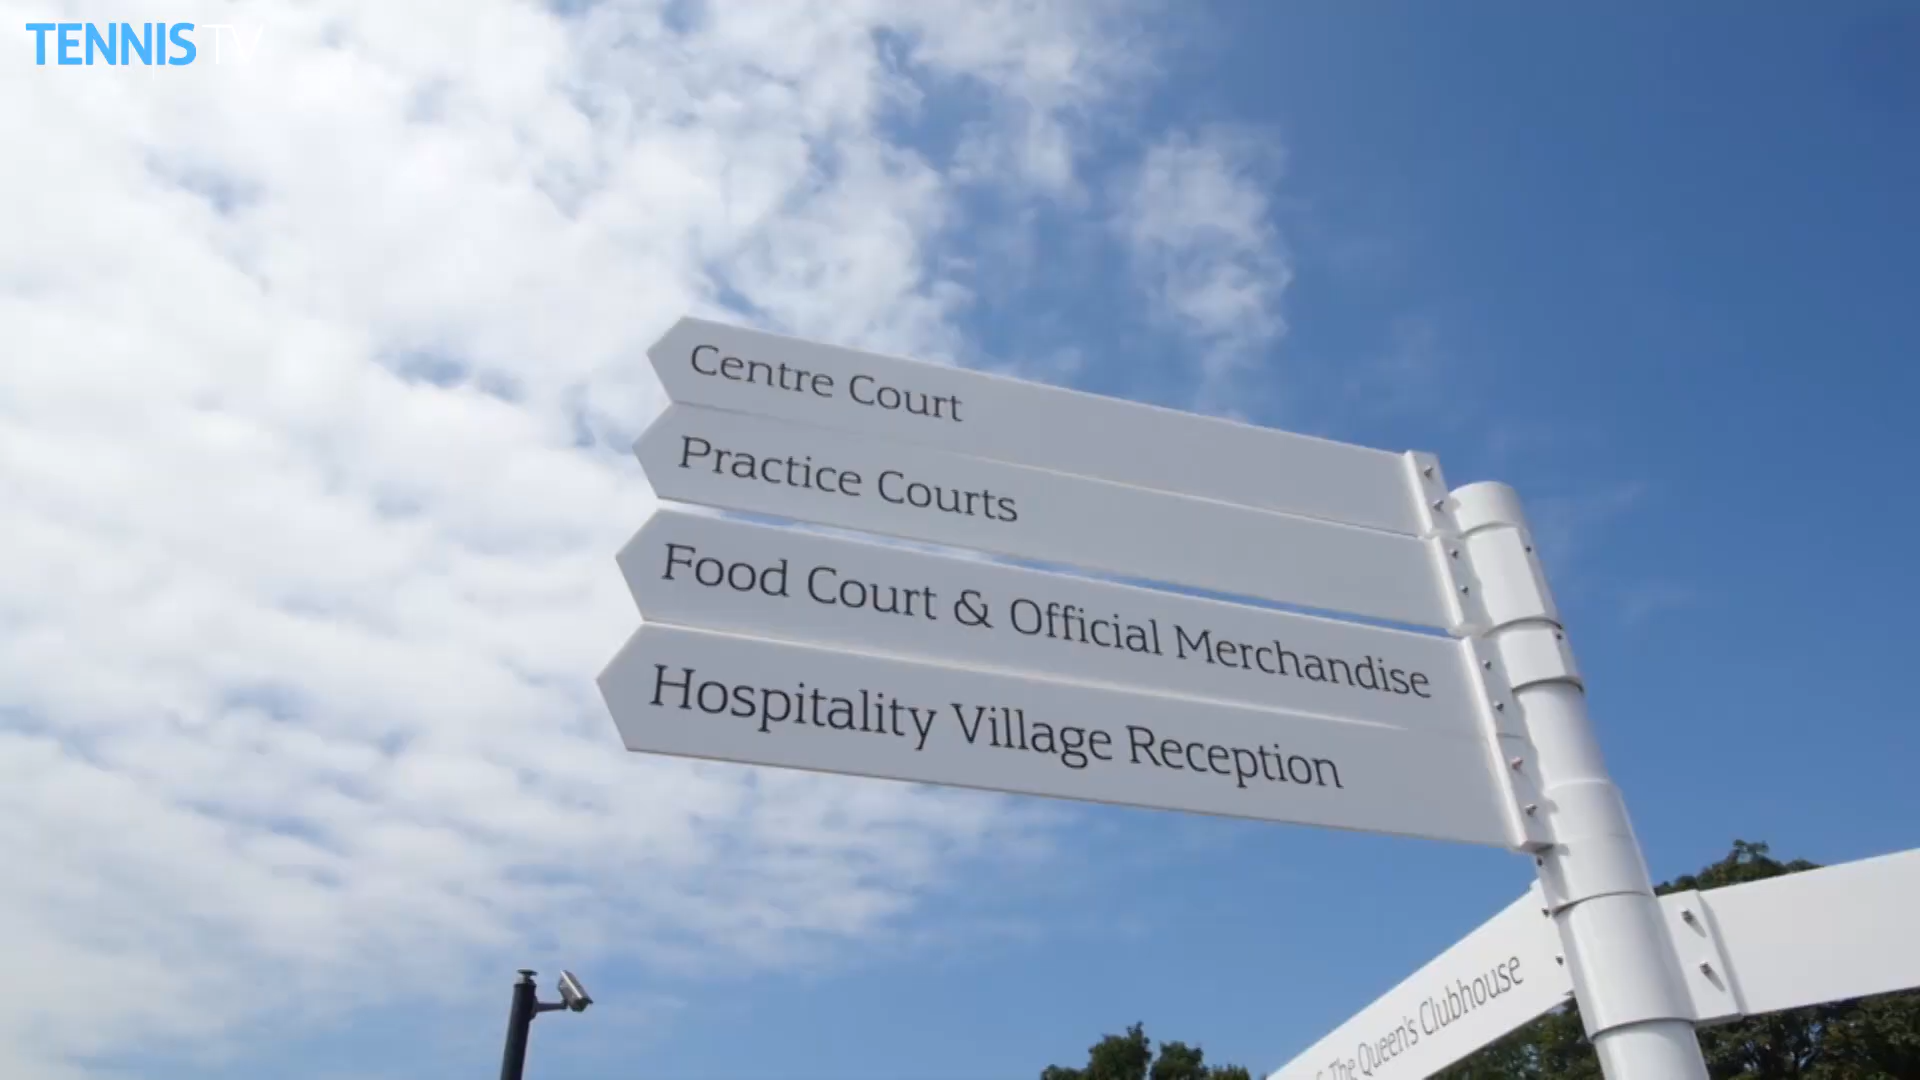 TENNIS TV
Centre Court
Practice Courts
Food Court & Official Merchandise
Hospitality Village Reception
The Queen's Clubhouse